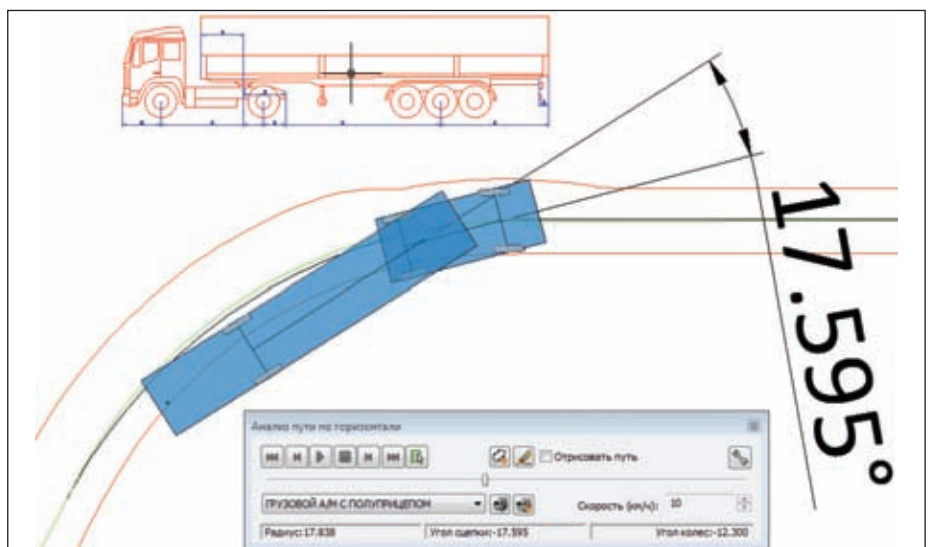 17.595°
Анализ пути по горизонтали
Отрисовать путь
ГРУЗОВОЙ А/М С ПОЛУПРИЦЕПОМ
Скорость (км/ч): 10
Радиус:17.838
Угол сцепки:-17.595
Угол колес:-12.300